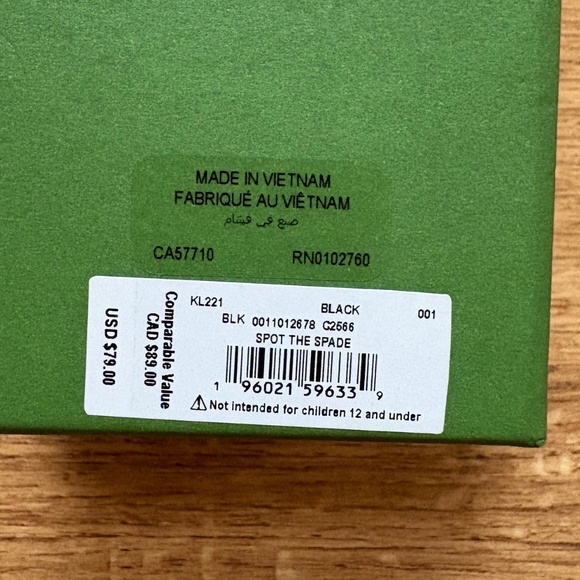 MADE IN VIETNAM
FABRIQUÉ AU VIÊTNAM
صنع في فيتنام
CA57710 RN0102760
KL221 BLACK 001
BLK 0011012678 C2566
SPOT THE SPADE
1 96021 59633 9
⚠ Not intended for children 12 and under
Comparable Value
CAD $89.00
USD $79.00